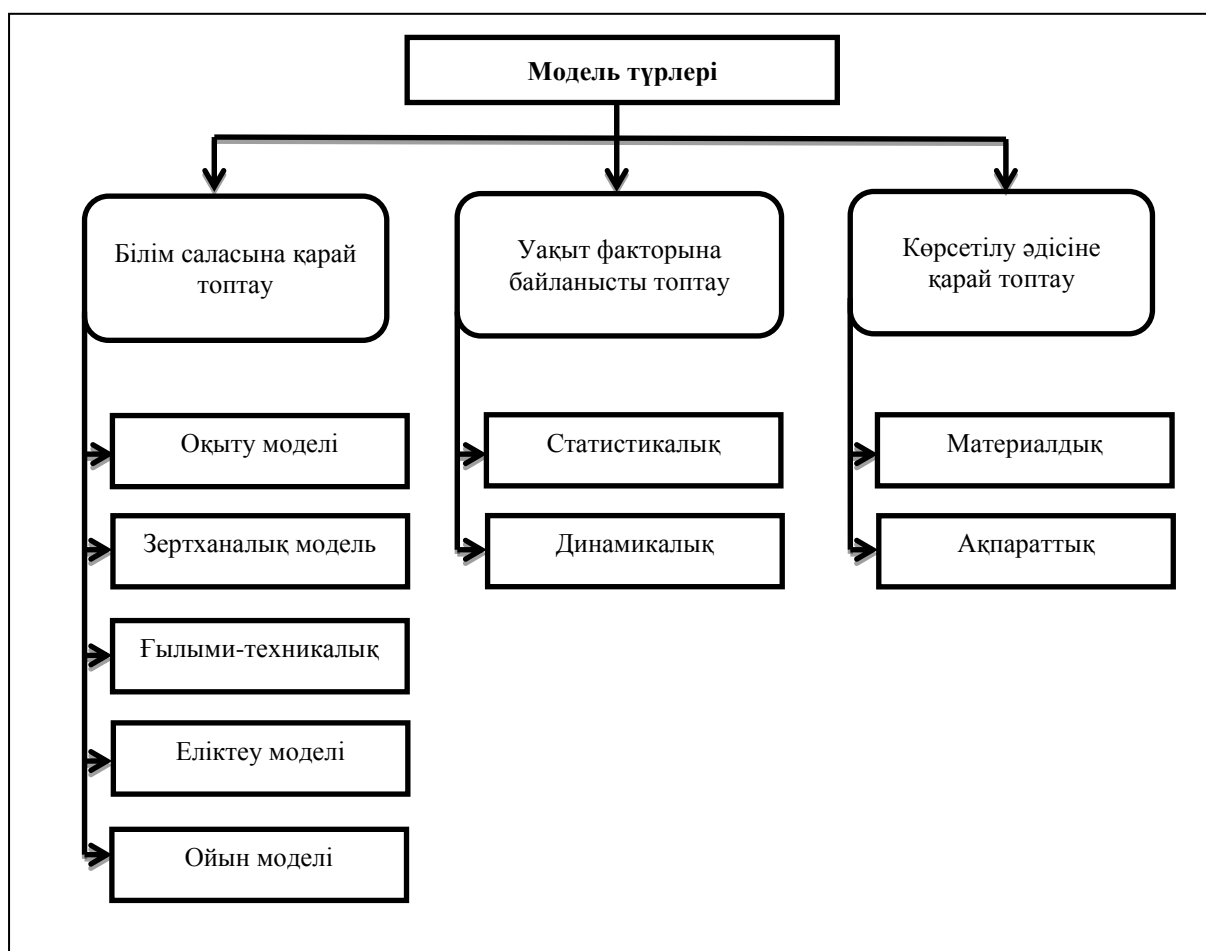 Модель түрлері
Білім саласына қарай
топтау
Уақыт факторына
байланысты топтау
Көрсетілу әдісіне
қарай топтау
Оқыту моделі
Статистикалық
Материалдық
Зертханалық модель
Динамикалық
Ақпараттық
Ғылыми-техникалық
Еліктеу моделі
Ойын моделі